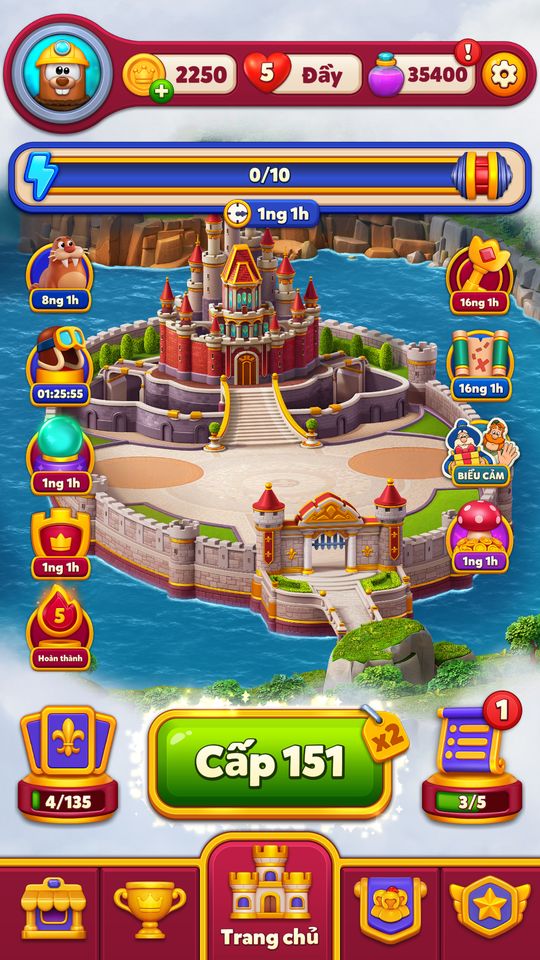 2250
5
Đầy
35400
!
0/10
1ng 1h
8ng 1h
16ng 1h
01:25:55
16ng 1h
1ng 1h
BIỂU CẢM
1ng 1h
1ng 1h
5
Hoàn thành
Cấp 151
x2
1
4/135
3/5
Trang chủ